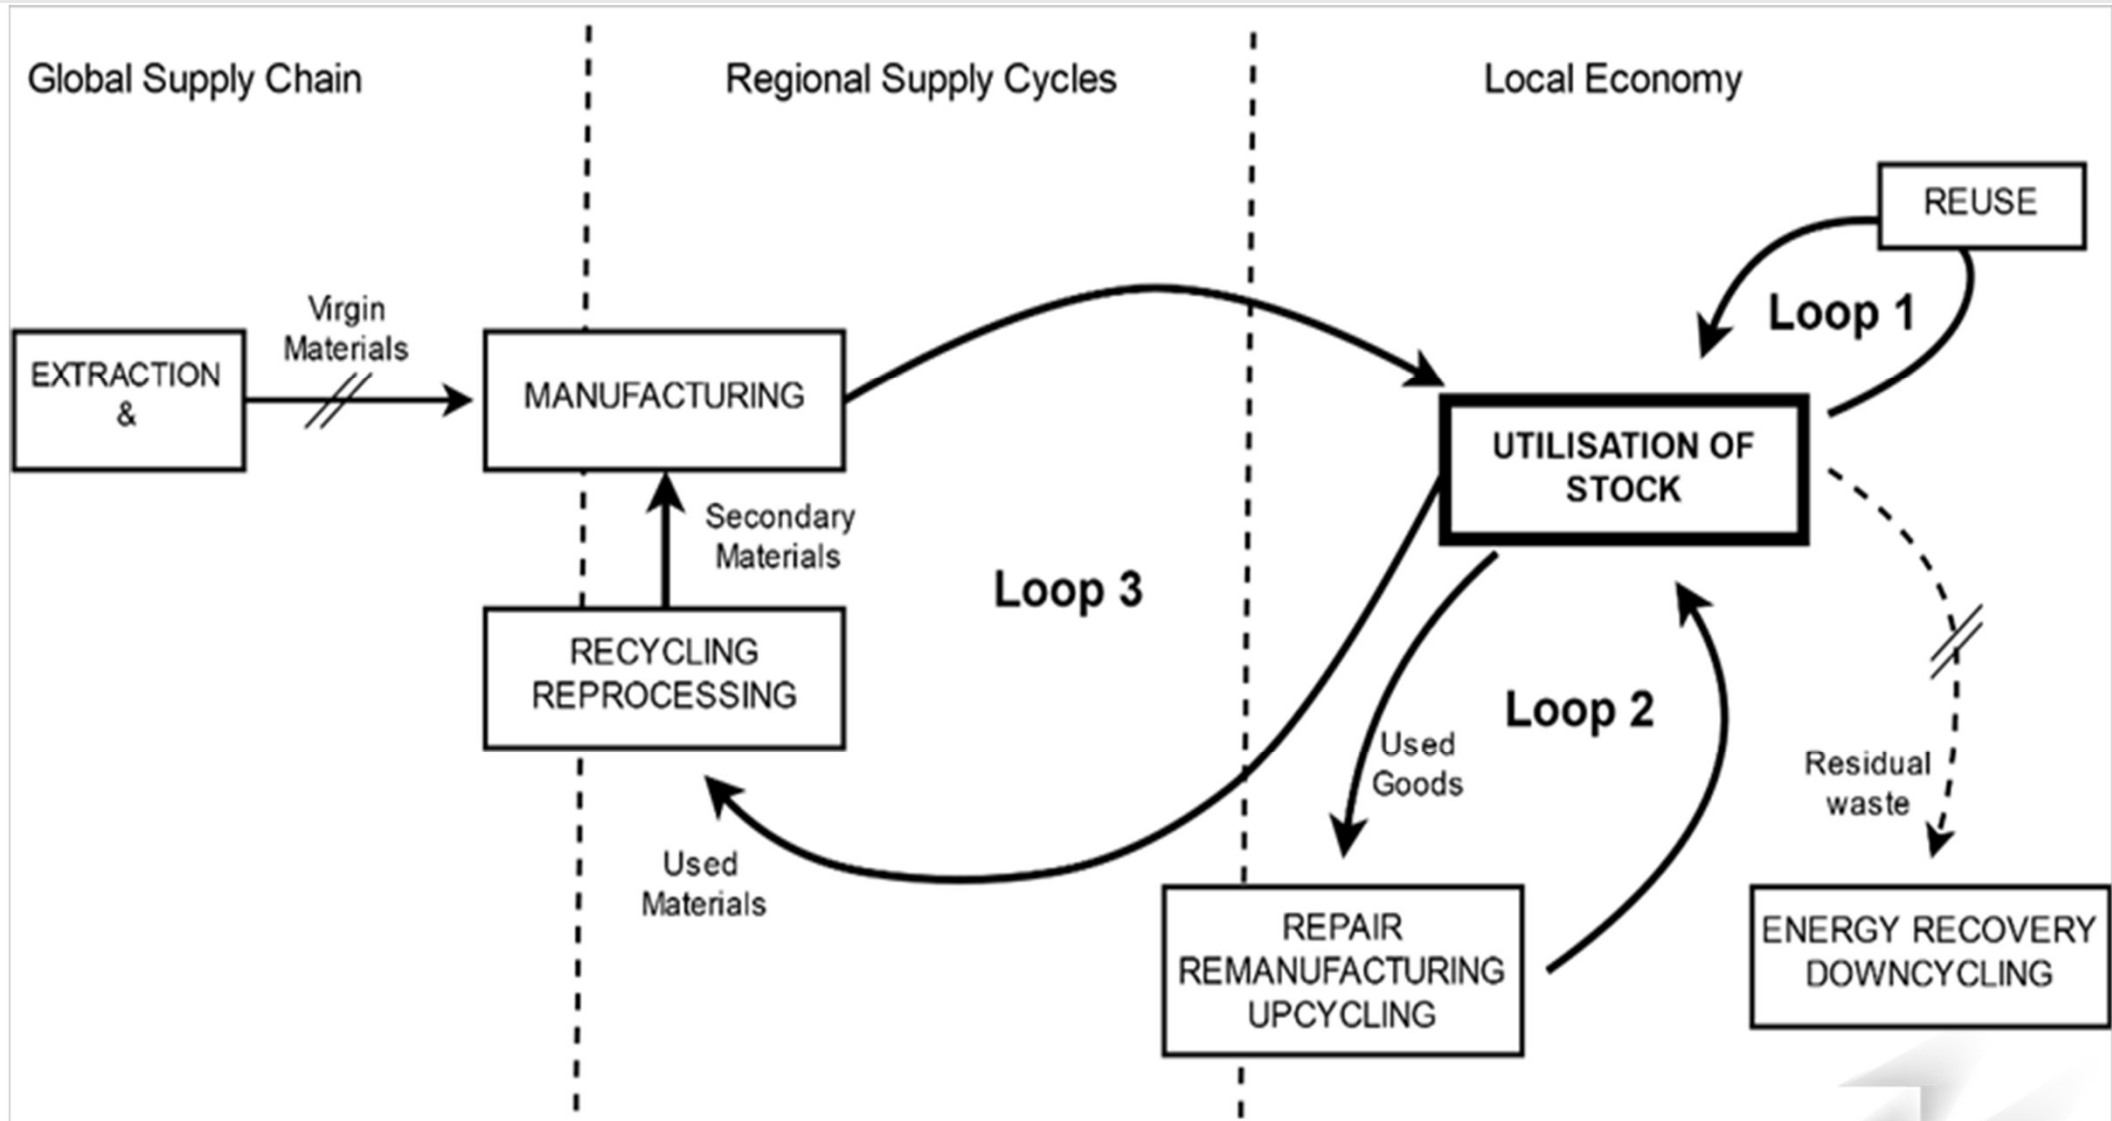 Global Supply Chain
Regional Supply Cycles
Local Economy
REUSE
Loop 1
Virgin
Materials
EXTRACTION
&
MANUFACTURING
UTILISATION OF
STOCK
Secondary
Materials
Loop 3
RECYCLING
REPROCESSING
Loop 2
Used
Goods
Residual
waste
Used
Materials
REPAIR
REMANUFACTURING
UPCYCLING
ENERGY RECOVERY
DOWNCYCLING